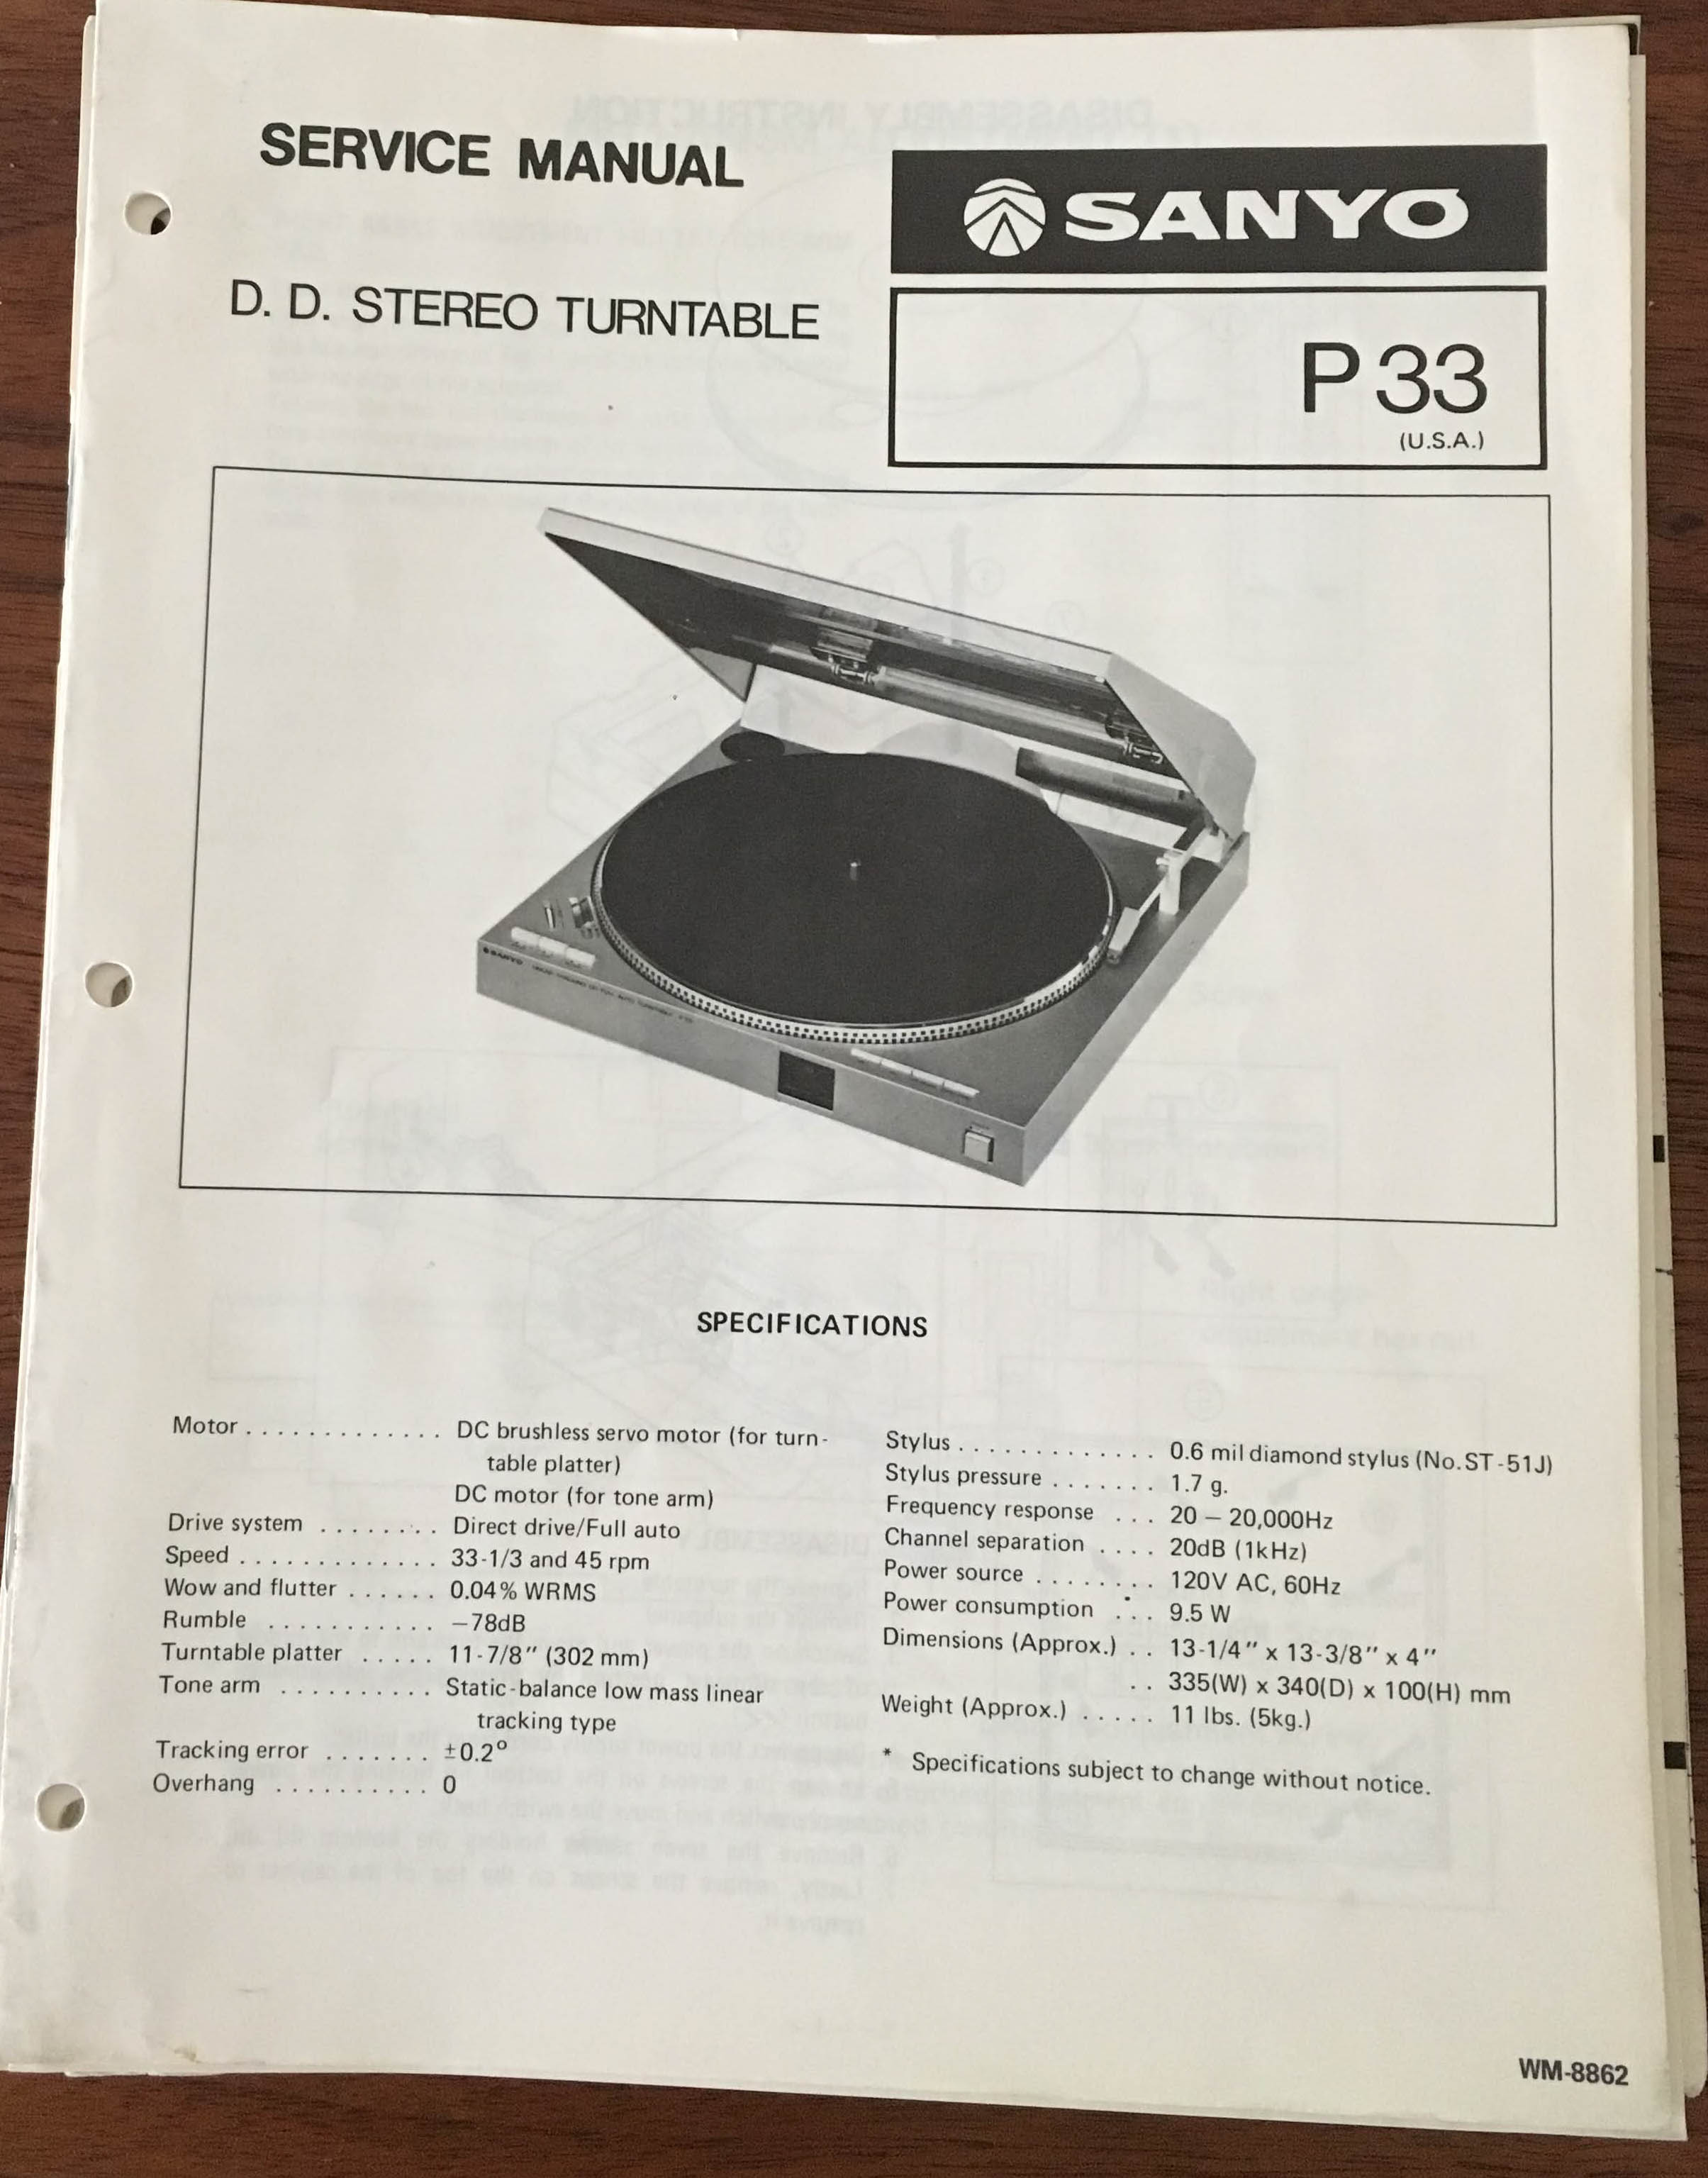 SERVICE MANUAL
SANYO
D. D. STEREO TURNTABLE
P33
(U.S.A.)
SANYO
SPECIFICATIONS
Motor . . . . . . . . . . . . . DC brushless servo motor (for turn-
table platter)
DC motor (for tone arm)
Drive system . . . . . . . . Direct drive/Full auto
Speed . . . . . . . . . . . . . 33-1/3 and 45 rpm
Wow and flutter . . . . . . 0.04% WRMS
Rumble . . . . . . . . . . . —78dB
Turntable platter . . . . . 11-7/8" (302 mm)
Tone arm . . . . . . . . . . Static-balance low mass linear
tracking type
Tracking error . . . . . . . ±0.2°
Overhang . . . . . . . . . . 0
Stylus . . . . . . . . . . . . . 0.6 mil diamond stylus (No.ST-51J)
Stylus pressure . . . . . . . 1.7 g.
Frequency response . . . 20 — 20,000Hz
Channel separation . . . . 20dB (1kHz)
Power source . . . . . . . . 120V AC, 60Hz
Power consumption . . . 9.5 W
Dimensions (Approx.) . . 13-1/4" x 13-3/8" x 4"
. . 335(W) x 340(D) x 100(H) mm
Weight (Approx.) . . . . . 11 lbs. (5kg.)
* Specifications subject to change without notice.
WM-8862